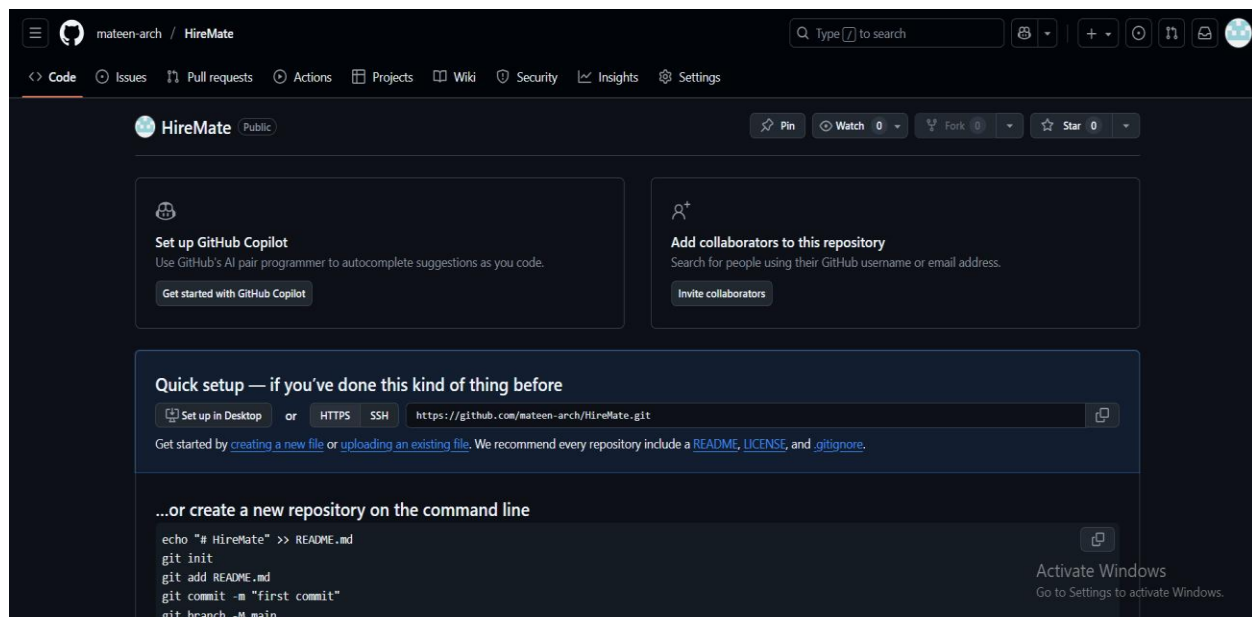 mateen-arch / HireMate
Type / to search
Code Issues Pull requests Actions Projects Wiki Security Insights Settings
HireMate Public
Pin Watch 0 Fork 0 Star 0
Set up GitHub Copilot
Use GitHub's AI pair programmer to autocomplete suggestions as you code.
Get started with GitHub Copilot
Add collaborators to this repository
Search for people using their GitHub username or email address.
Invite collaborators
Quick setup — if you've done this kind of thing before
Set up in Desktop or HTTPS SSH https://github.com/mateen-arch/HireMate.git
Get started by creating a new file or uploading an existing file. We recommend every repository include a README, LICENSE, and .gitignore.
...or create a new repository on the command line
echo "# HireMate" >> README.md
git init
git add README.md
git commit -m "first commit"
git branch -M main
Activate Windows
Go to Settings to activate Windows.